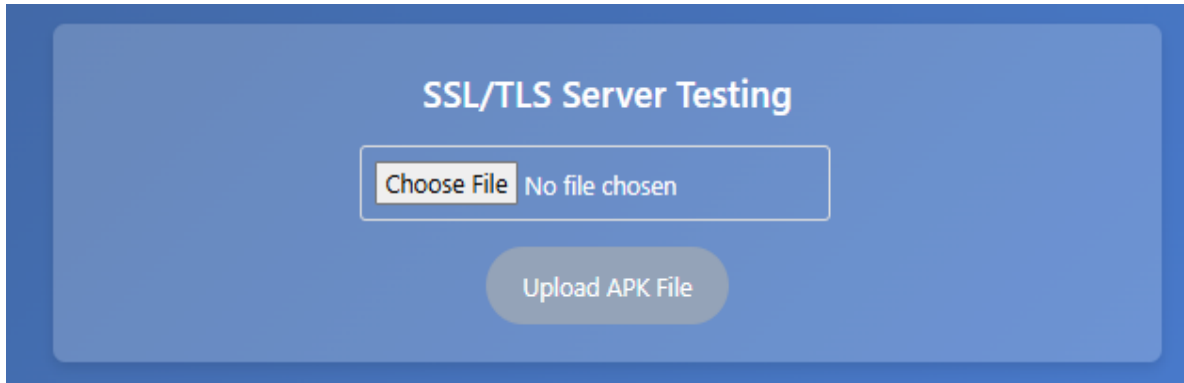 SSL/TLS Server Testing
Choose File No file chosen
Upload APK File